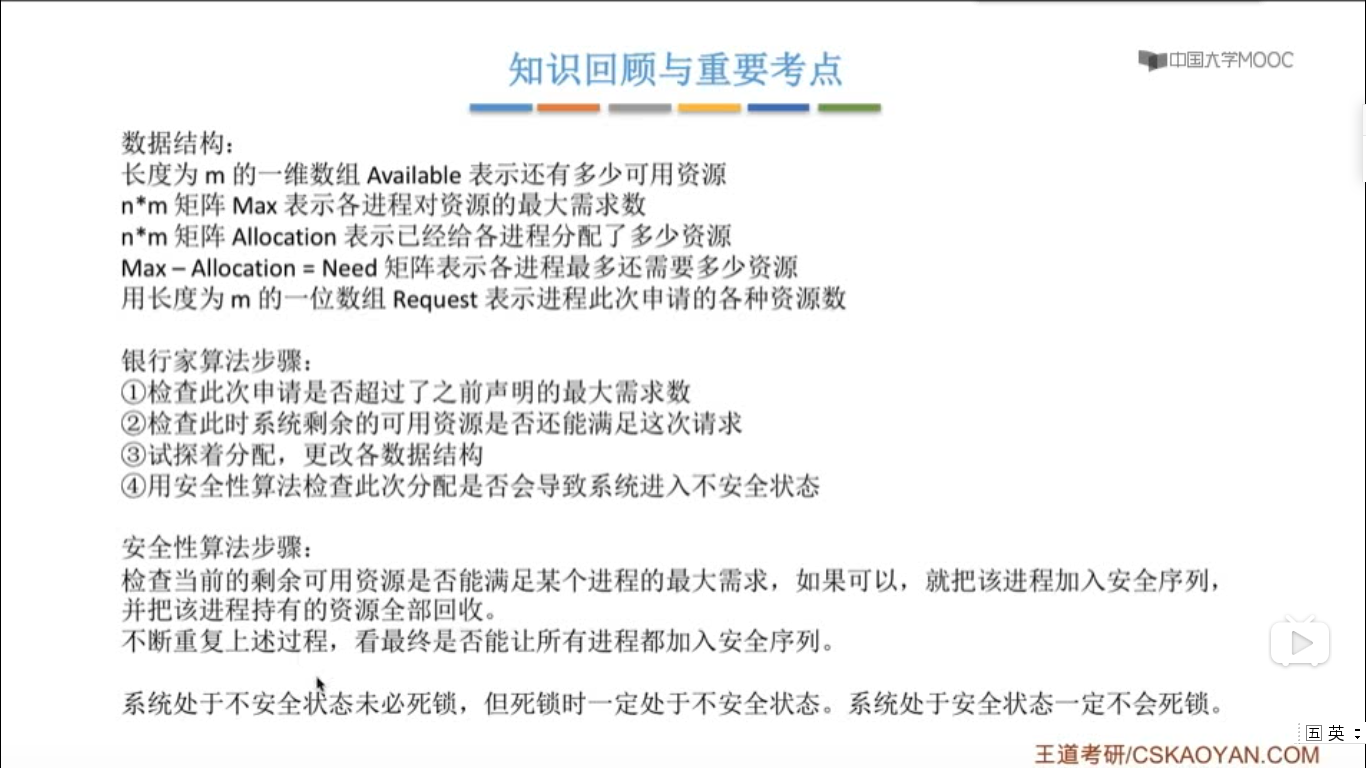 知识回顾与重要考点
中国大学MOOC
数据结构：
长度为 m 的一维数组 Available 表示还有多少可用资源
n*m 矩阵 Max 表示各进程对资源的最大需求数
n*m 矩阵 Allocation 表示已经给各进程分配了多少资源
Max – Allocation = Need 矩阵表示各进程最多还需要多少资源
用长度为 m 的一位数组 Request 表示进程此次申请的各种资源数
银行家算法步骤：
①检查此次申请是否超过了之前声明的最大需求数
②检查此时系统剩余的可用资源是否还能满足这次请求
③试探着分配，更改各数据结构
④用安全性算法检查此次分配是否会导致系统进入不安全状态
安全性算法步骤：
检查当前的剩余可用资源是否能满足某个进程的最大需求，如果可以，就把该进程加入安全序列，
并把该进程持有的资源全部回收。
不断重复上述过程，看最终是否能让所有进程都加入安全序列。
系统处于不安全状态未必死锁，但死锁时一定处于不安全状态。系统处于安全状态一定不会死锁。
五 英
王道考研/CSKAOYAN.COM